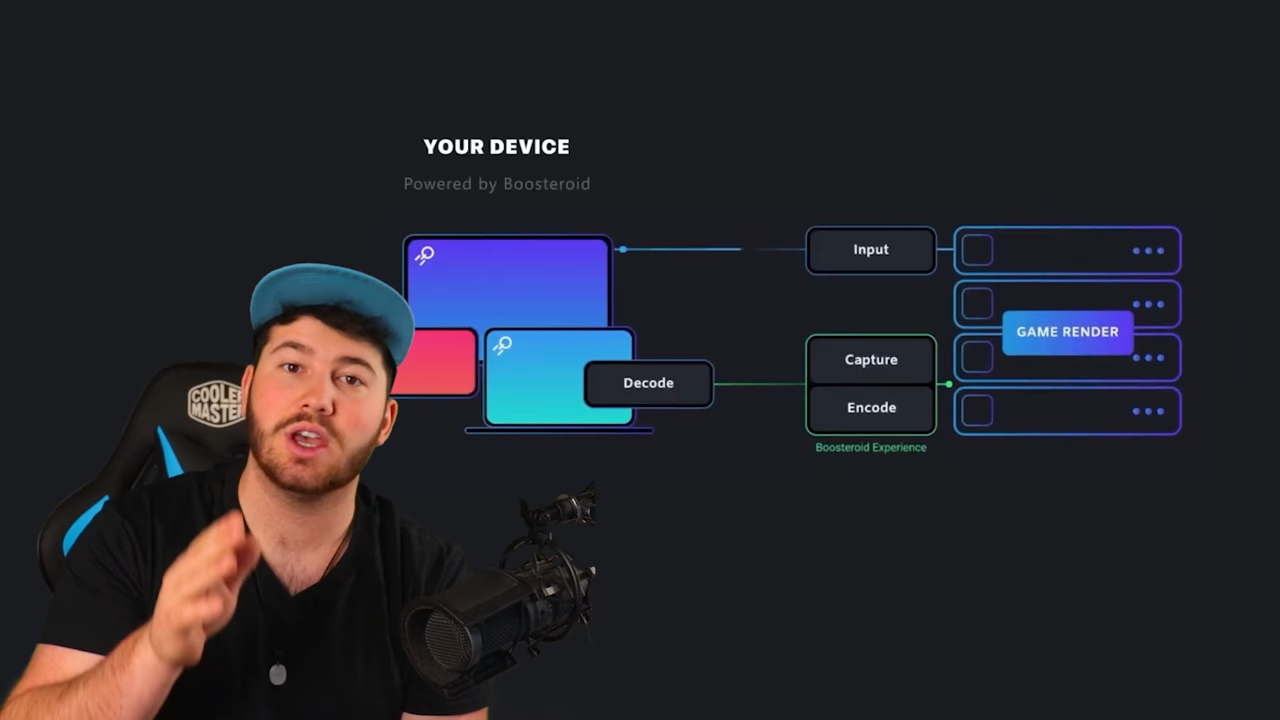 YOUR DEVICE
Powered by Boosteroid
Input
GAME RENDER
Capture
Decode
Encode
Boosteroid Experience
COOLER
MASTER